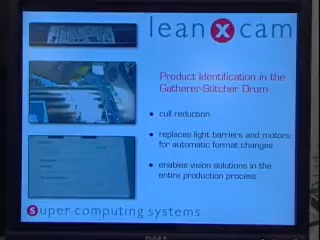 leanXcam
Product Identification in the
Gatherer-Stitcher Drum
• cull reduction
• replaces light barriers and motors
for automatic format changes
• enables vision solutions in the
entire production process
Super computing systems
DELL